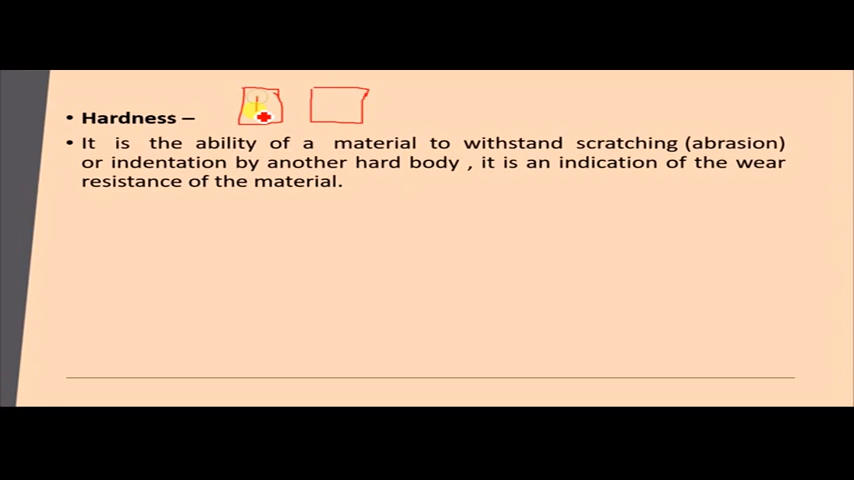 • Hardness –
• It is the ability of a material to withstand scratching (abrasion)
or indentation by another hard body , it is an indication of the wear
resistance of the material.